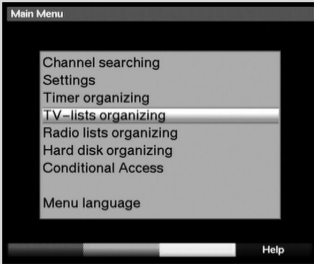 Main Menu
Channel searching
Settings
Timer organizing
TV-lists organizing
Radio lists organizing
Hard disk organizing
Conditional Access
Menu language
Help